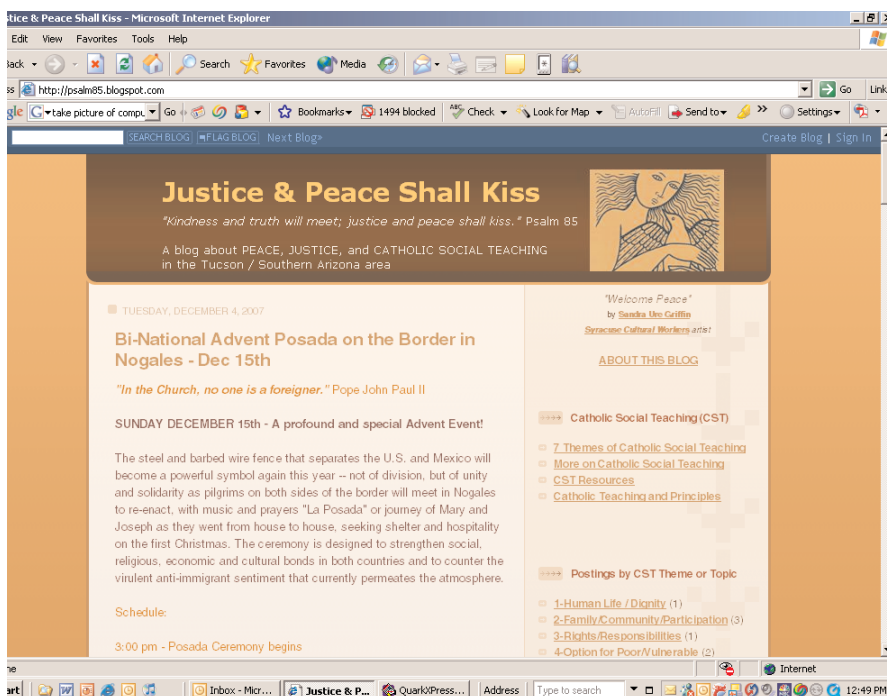 stice & Peace Shall Kiss - Microsoft Internet Explorer
Edit View Favorites Tools Help
Back Search Favorites Media
ss http://psalm85.blogspot.com Go Link
gle G take picture of compu Go Bookmarks 1494 blocked ABC Check Look for Map AutoFill Send to » Settings
SEARCH BLOG FLAG BLOG Next Blog» Create Blog | Sign In
Justice & Peace Shall Kiss
"Kindness and truth will meet; justice and peace shall kiss." Psalm 85
A blog about PEACE, JUSTICE, and CATHOLIC SOCIAL TEACHING
in the Tucson / Southern Arizona area
TUESDAY, DECEMBER 4, 2007
Bi-National Advent Posada on the Border in
Nogales - Dec 15th
"In the Church, no one is a foreigner." Pope John Paul II
SUNDAY DECEMBER 15th - A profound and special Advent Event!
The steel and barbed wire fence that separates the U.S. and Mexico will
become a powerful symbol again this year -- not of division, but of unity
and solidarity as pilgrims on both sides of the border will meet in Nogales
to re-enact, with music and prayers "La Posada" or journey of Mary and
Joseph as they went from house to house, seeking shelter and hospitality
on the first Christmas. The ceremony is designed to strengthen social,
religious, economic and cultural bonds in both countries and to counter the
virulent anti-immigrant sentiment that currently permeates the atmosphere.
Schedule:
3:00 pm - Posada Ceremony begins
"Welcome Peace"
by Sandra Ure Griffin
Syracuse Cultural Workers artist
ABOUT THIS BLOG
Catholic Social Teaching (CST)
7 Themes of Catholic Social Teaching
More on Catholic Social Teaching
CST Resources
Catholic Teaching and Principles
Postings by CST Theme or Topic
1-Human Life / Dignity (1)
2-Family/Community/Participation (3)
3-Rights/Responsibilities (1)
4-Option for Poor/Vulnerable (2)
ne Internet
art Inbox - Micr... Justice & P... QuarkXPress... Address Type to search 12:49 PM